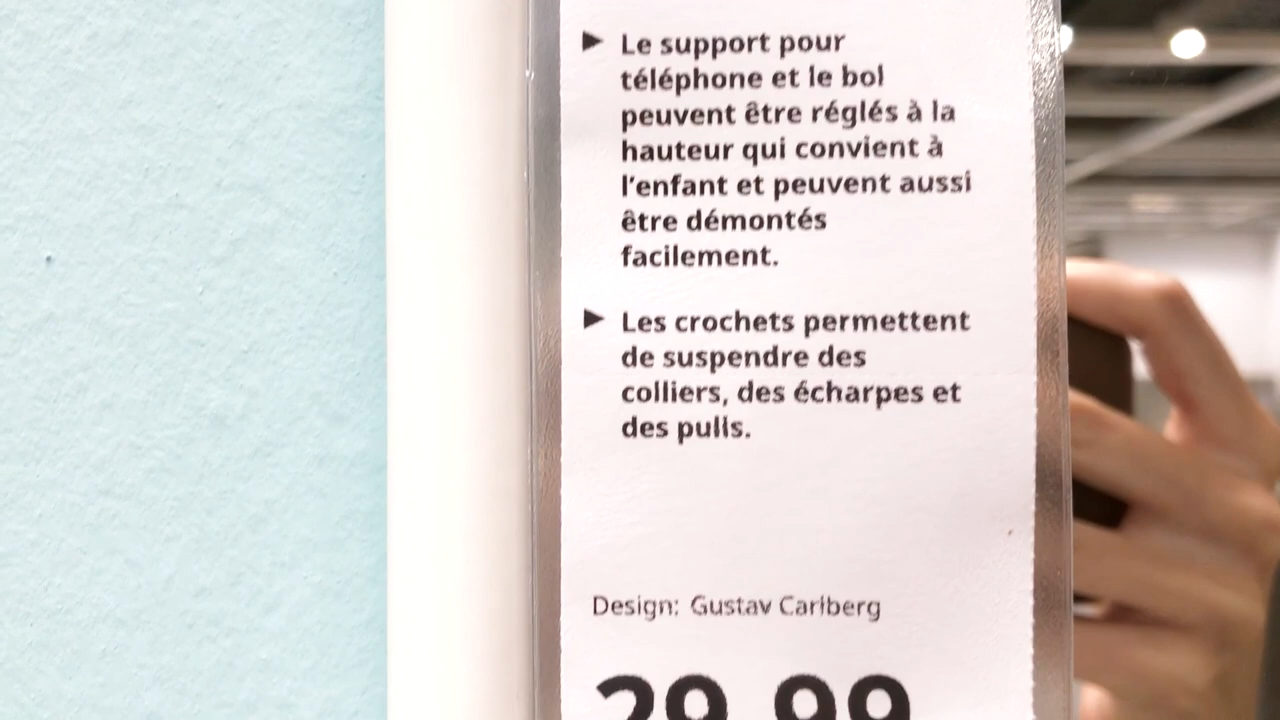 ► Le support pour
téléphone et le bol
peuvent être réglés à la
hauteur qui convient à
l'enfant et peuvent aussi
être démontés
facilement.
► Les crochets permettent
de suspendre des
colliers, des écharpes et
des pulls.
Design: Gustav Carlberg
29.99